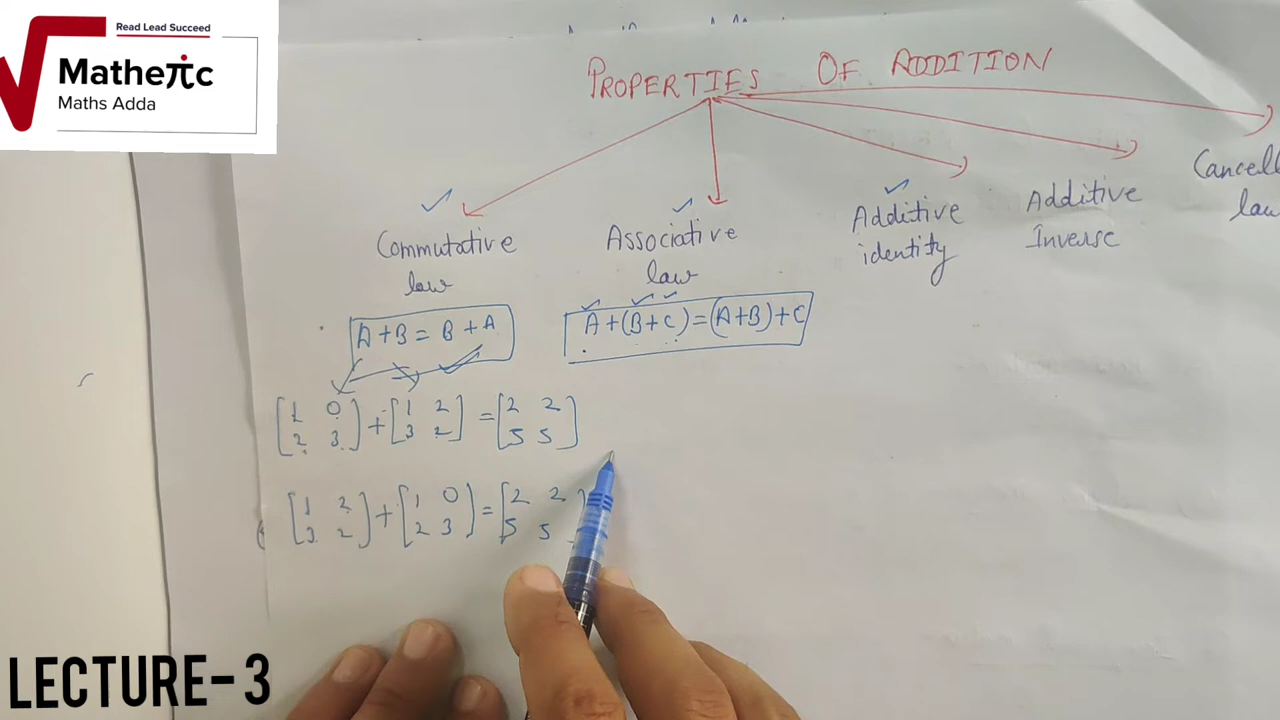 Read Lead Succeed
Matheπc
Maths Adda
PROPERTIES OF ADDITION
Commutative law
Associative law
Additive identity
Additive Inverse
Cancell
law
A+B = B+A
A+(B+C)=(A+B)+C
[1 0
2 3] + [1 2
3 2] = [2 2
5 5]
[1 2
3 2] + [1 0
2 3] = [2 2
5 5]
LECTURE-3